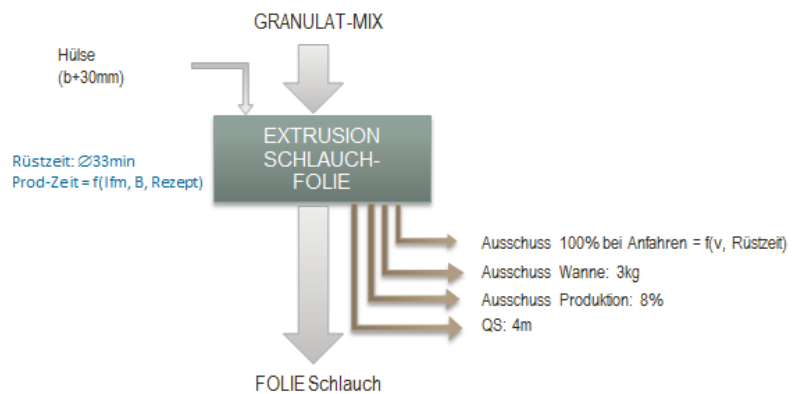 GRANULAT-MIX
Hülse
(b+30mm)
EXTRUSION
SCHLAUCH-
FOLIE
Rüstzeit: ∅33min
Prod-Zeit = f(lfm, B, Rezept)
Ausschuss 100% bei Anfahren = f(v, Rüstzeit)
Ausschuss Wanne: 3kg
Ausschuss Produktion: 8%
QS: 4m
FOLIE Schlauch